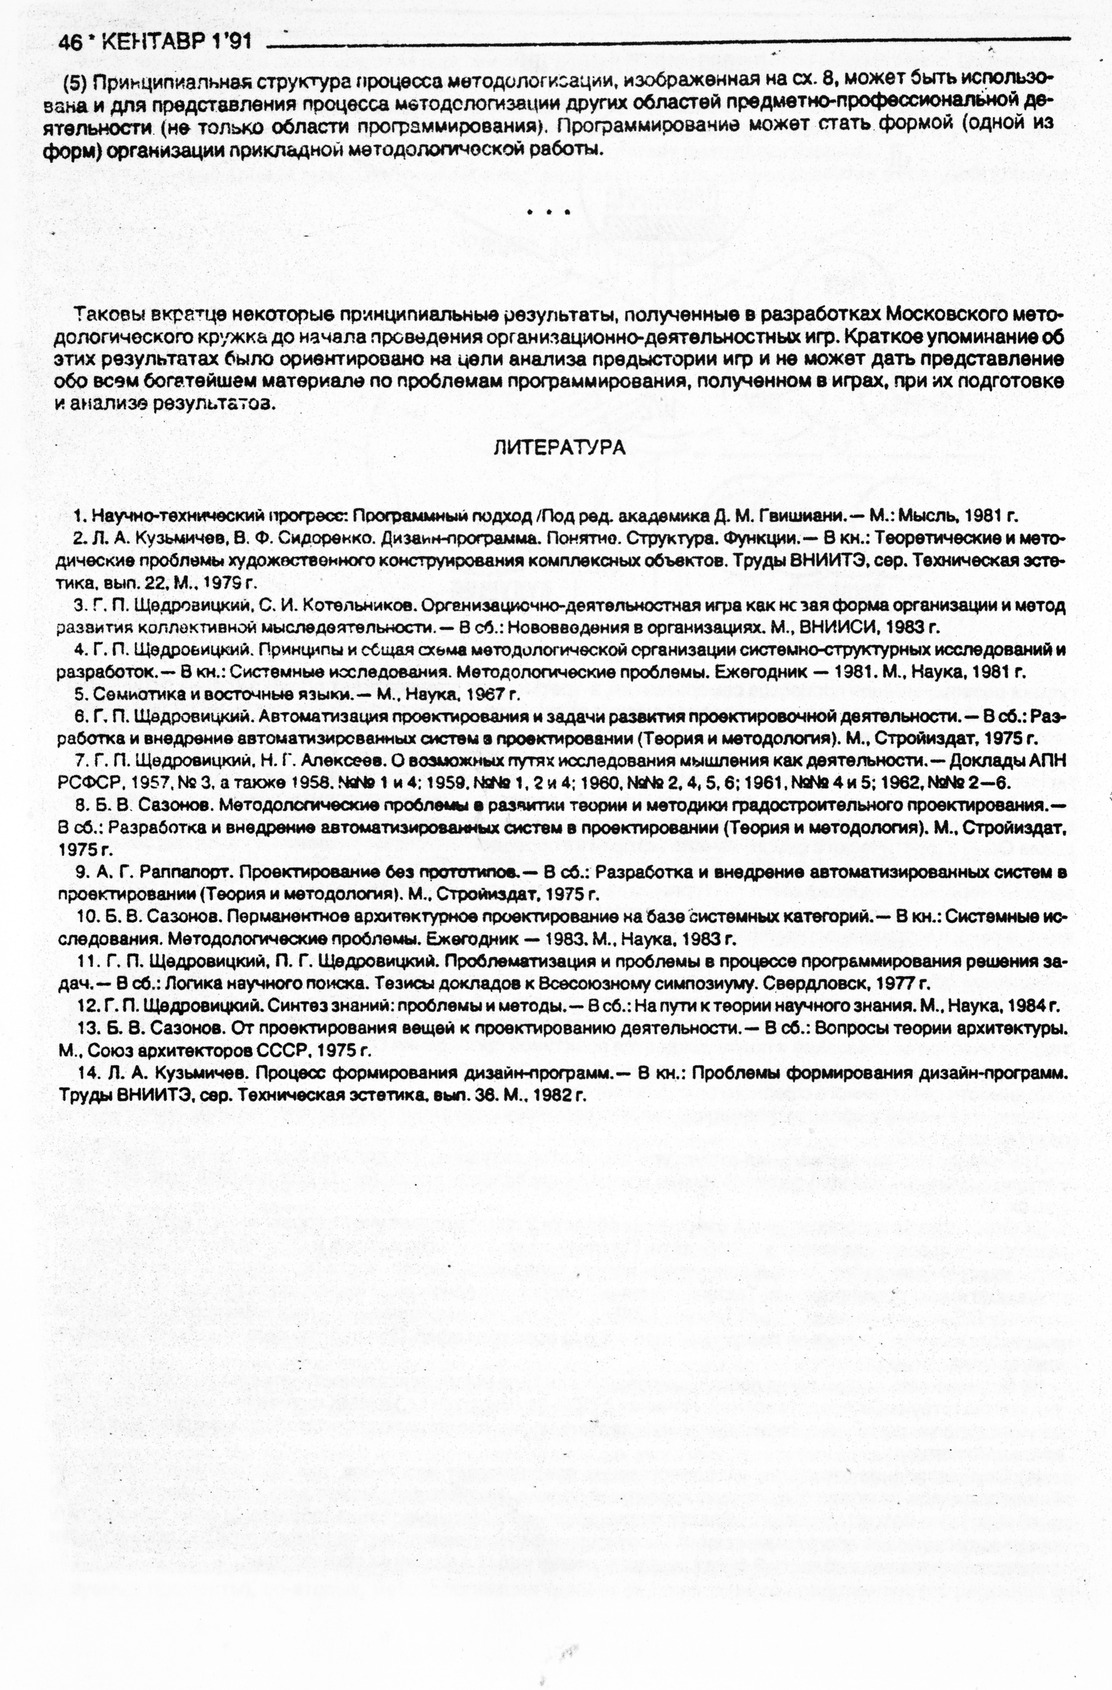 46 * КЕНТАВР 1'91
(5) Принципиальная структура процесса методологизации, изображенная на сх. 8, может быть использо-
вана и для представления процесса методологизации других областей предметно-профессиональной де-
ятельности (не только области программирования). Программирование может стать формой (одной из
форм) организации прикладной методологической работы.
• • •
Таковы вкратце некоторые принципиальные результаты, полученные в разработках Московского мето-
дологического кружка до начала проведения организационно-деятельностных игр. Краткое упоминание об
этих результатах было ориентировано на цели анализа предыстории игр и не может дать представление
обо всем богатейшем материале по проблемам программирования, полученном в играх, при их подготовке
и анализе результатов.
ЛИТЕРАТУРА
1. Научно-технический прогресс: Программный подход /Под ред. академика Д. М. Гвишиани.— М.: Мысль, 1981 г.
2. Л. А. Кузьмичев, В. Ф. Сидоренко. Дизайн-программа. Понятие. Структура. Функции.— В кн.: Теоретические и мето-
дические проблемы художественного конструирования комплексных объектов. Труды ВНИИТЭ, сер. Техническая эсте-
тика, вып. 22, М., 1979 г.
3. Г. П. Щедровицкий, С. И. Котельников. Организационно-деятельностная игра как новая форма организации и метод
развития коллективной мыследеятельности.— В сб.: Нововведения в организациях. М., ВНИИСИ, 1983 г.
4. Г. П. Щедровицкий. Принципы и общая схема методологической организации системно-структурных исследований и
разработок.— В кн.: Системные исследования. Методологические проблемы. Ежегодник — 1981. М., Наука, 1981 г.
5. Семиотика и восточные языки.— М., Наука, 1967 г.
6. Г. П. Щедровицкий. Автоматизация проектирования и задачи развития проектировочной деятельности.— В сб.: Раз-
работка и внедрение автоматизированных систем в проектировании (Теория и методология). М., Стройиздат, 1975 г.
7. Г. П. Щедровицкий, Н. Г. Алексеев. О возможных путях исследования мышления как деятельности.— Доклады АПН
РСФСР, 1957, № 3, а также 1958. №№ 1 и 4; 1959, №№ 1, 2 и 4; 1960, №№ 2, 4, 5, 6; 1961, №№ 4 и 5; 1962, №№ 2—6.
8. Б. В. Сазонов. Методологические проблемы в развитии теории и методики градостроительного проектирования.—
В сб.: Разработка и внедрение автоматизированных систем в проектировании (Теория и методология). М., Стройиздат,
1975 г.
9. А. Г. Раппапорт. Проектирование без прототипов.— В сб.: Разработка и внедрение автоматизированных систем в
проектировании (Теория и методология). М., Стройиздат, 1975 г.
10. Б. В. Сазонов. Перманентное архитектурное проектирование на базе системных категорий.— В кн.: Системные ис-
следования. Методологические проблемы. Ежегодник — 1983. М., Наука, 1983 г.
11. Г. П. Щедровицкий, П. Г. Щедровицкий. Проблематизация и проблемы в процессе программирования решения за-
дач.— В сб.: Логика научного поиска. Тезисы докладов к Всесоюзному симпозиуму. Свердловск, 1977 г.
12. Г. П. Щедровицкий. Синтез знаний: проблемы и методы.— В сб.: На пути к теории научного знания. М., Наука, 1984 г.
13. Б. В. Сазонов. От проектирования вещей к проектированию деятельности.— В сб.: Вопросы теории архитектуры.
М., Союз архитекторов СССР, 1975 г.
14. Л. А. Кузьмичев. Процесс формирования дизайн-программ.— В кн.: Проблемы формирования дизайн-программ.
Труды ВНИИТЭ, сер. Техническая эстетика, вып. 36. М., 1982 г.